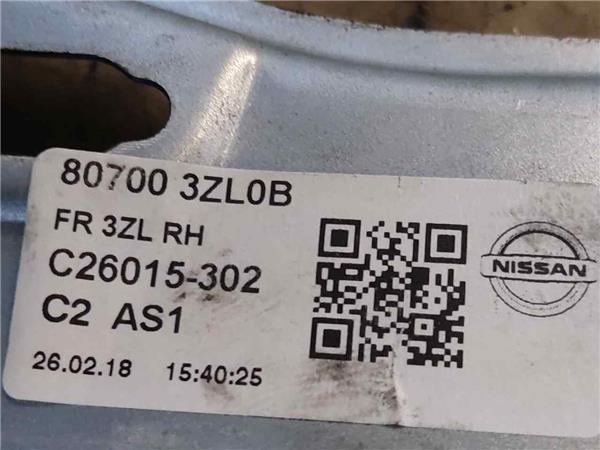 80700 3ZL0B
FR 3ZL RH
C26015-302
C2 AS1
26.02.18 15:40:25
NISSAN